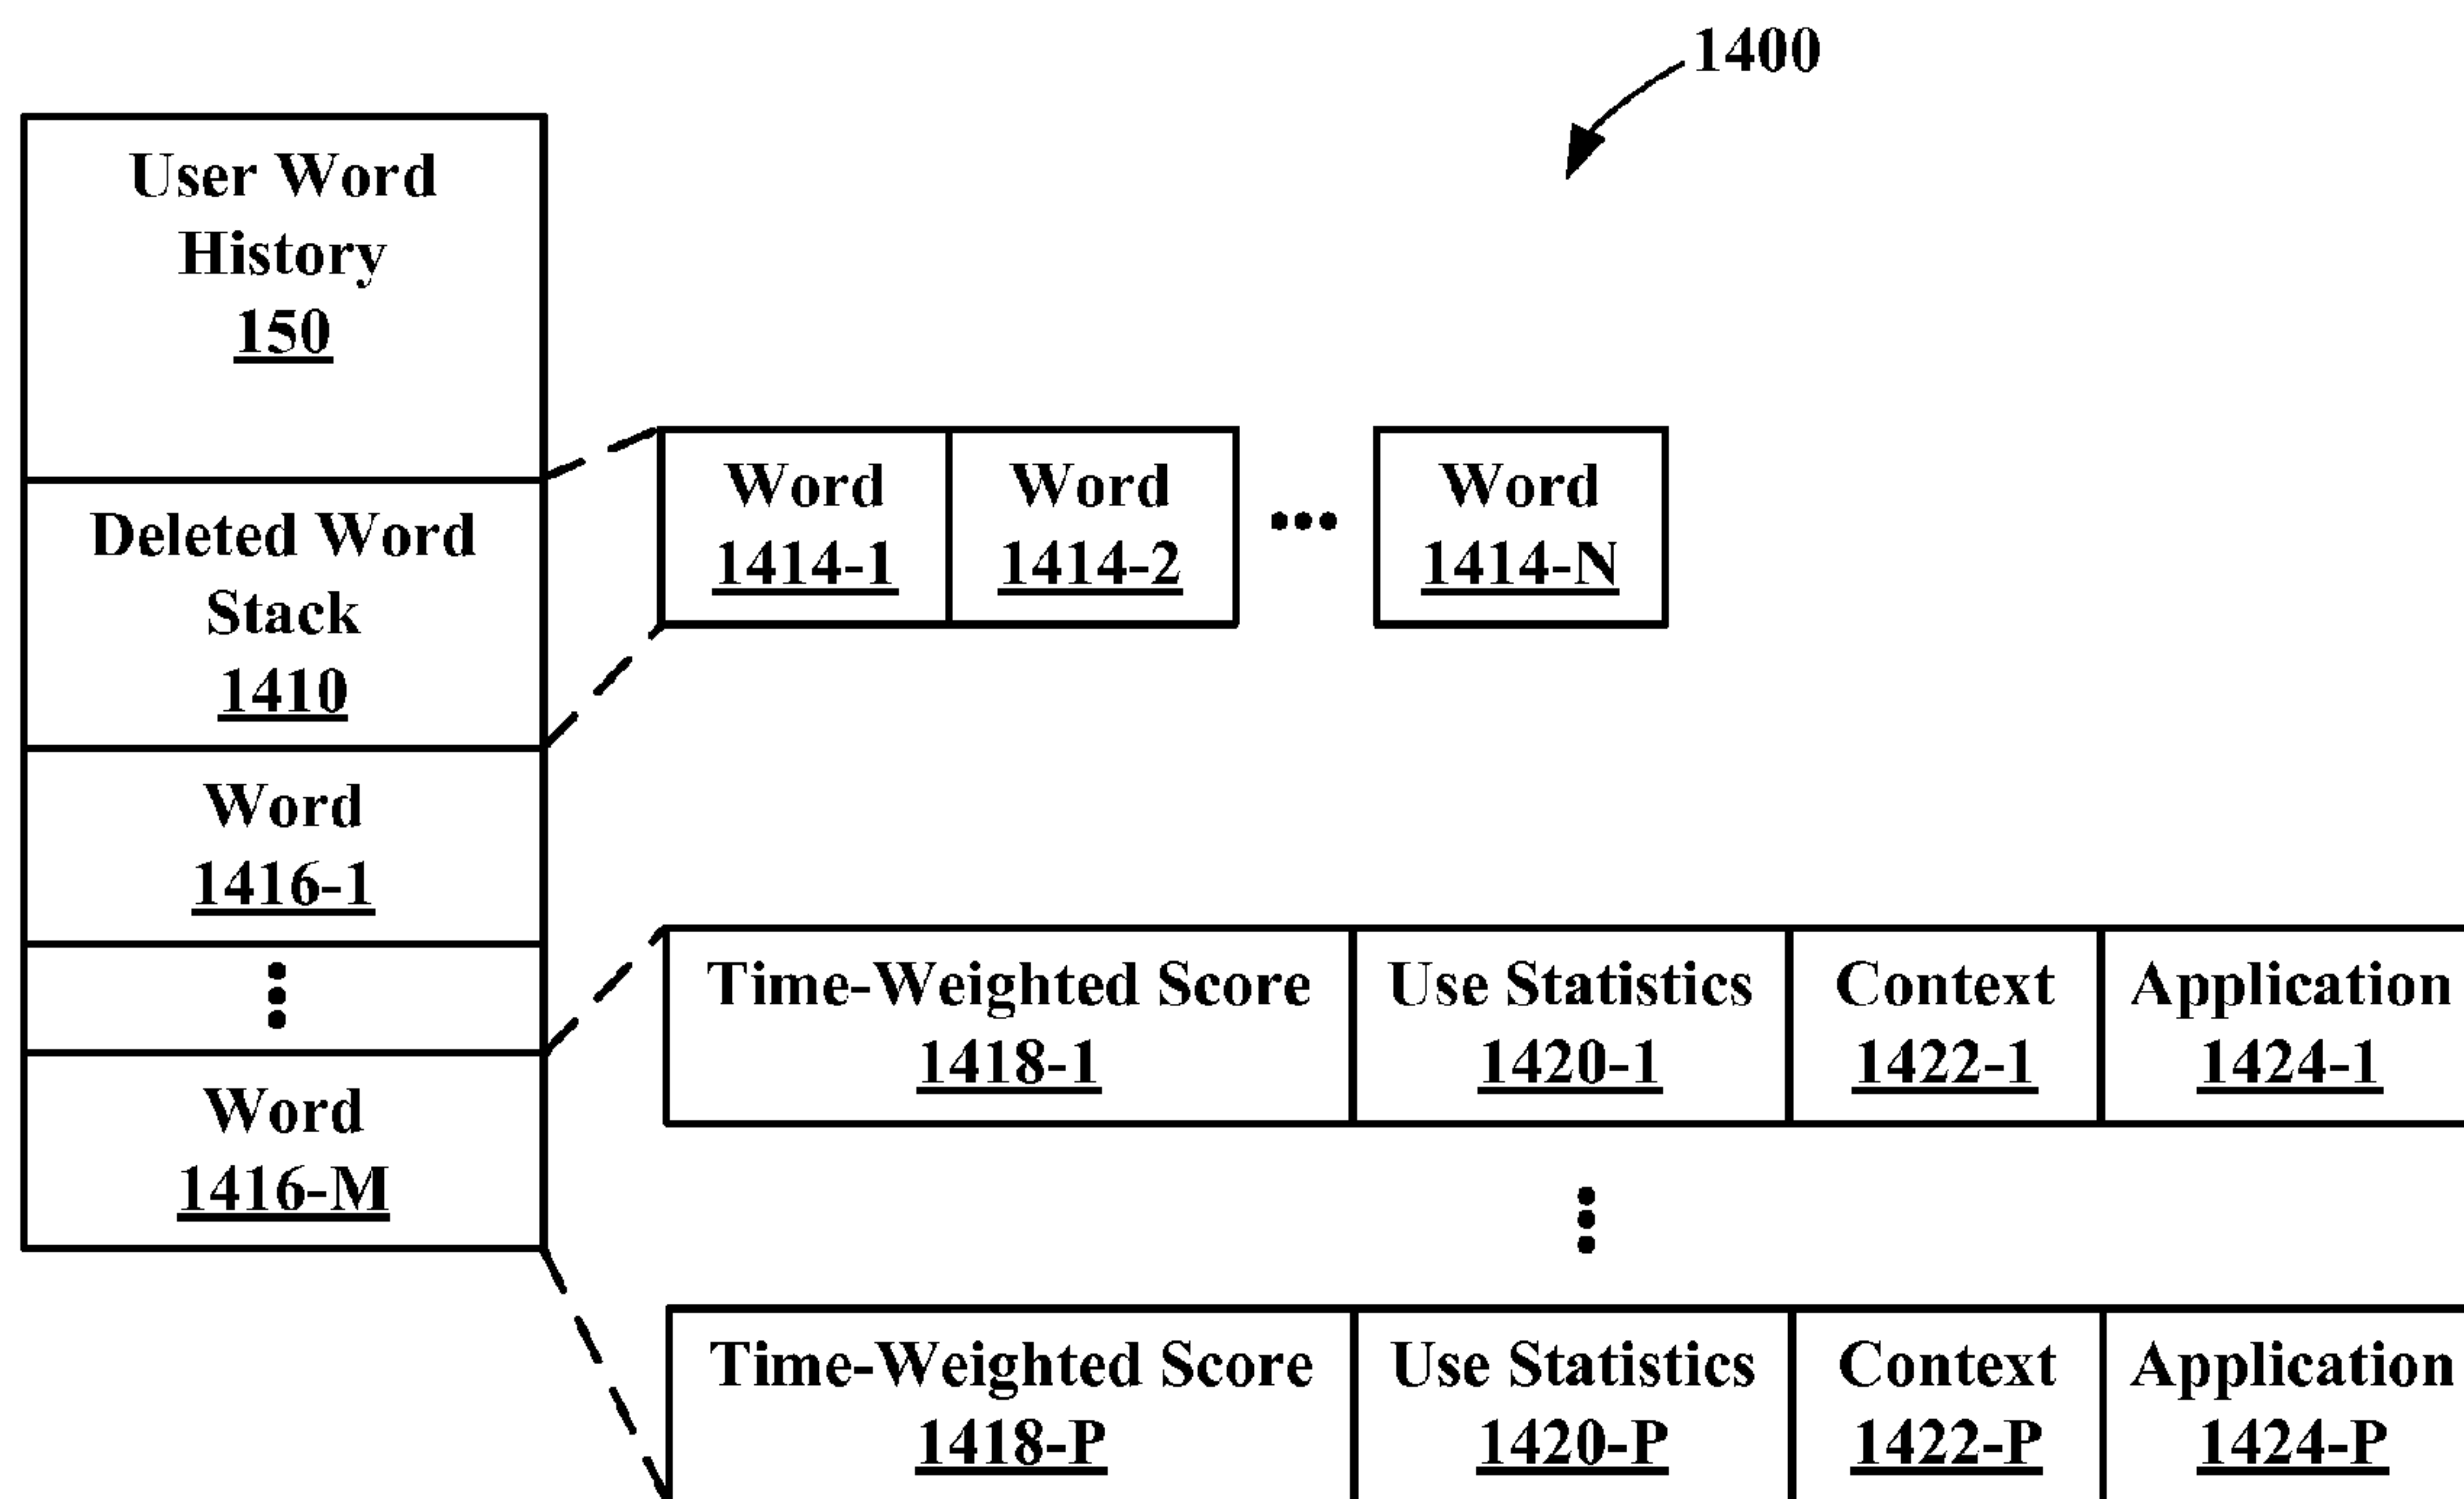 1400
User Word
History
150
Deleted Word
Stack
1410
Word
1414-1
Word
1414-2
•••
Word
1414-N
Word
1416-1
Word
1416-M
Time-Weighted Score
1418-1
Use Statistics
1420-1
Context
1422-1
Application
1424-1
Time-Weighted Score
1418-P
Use Statistics
1420-P
Context
1422-P
Application
1424-P